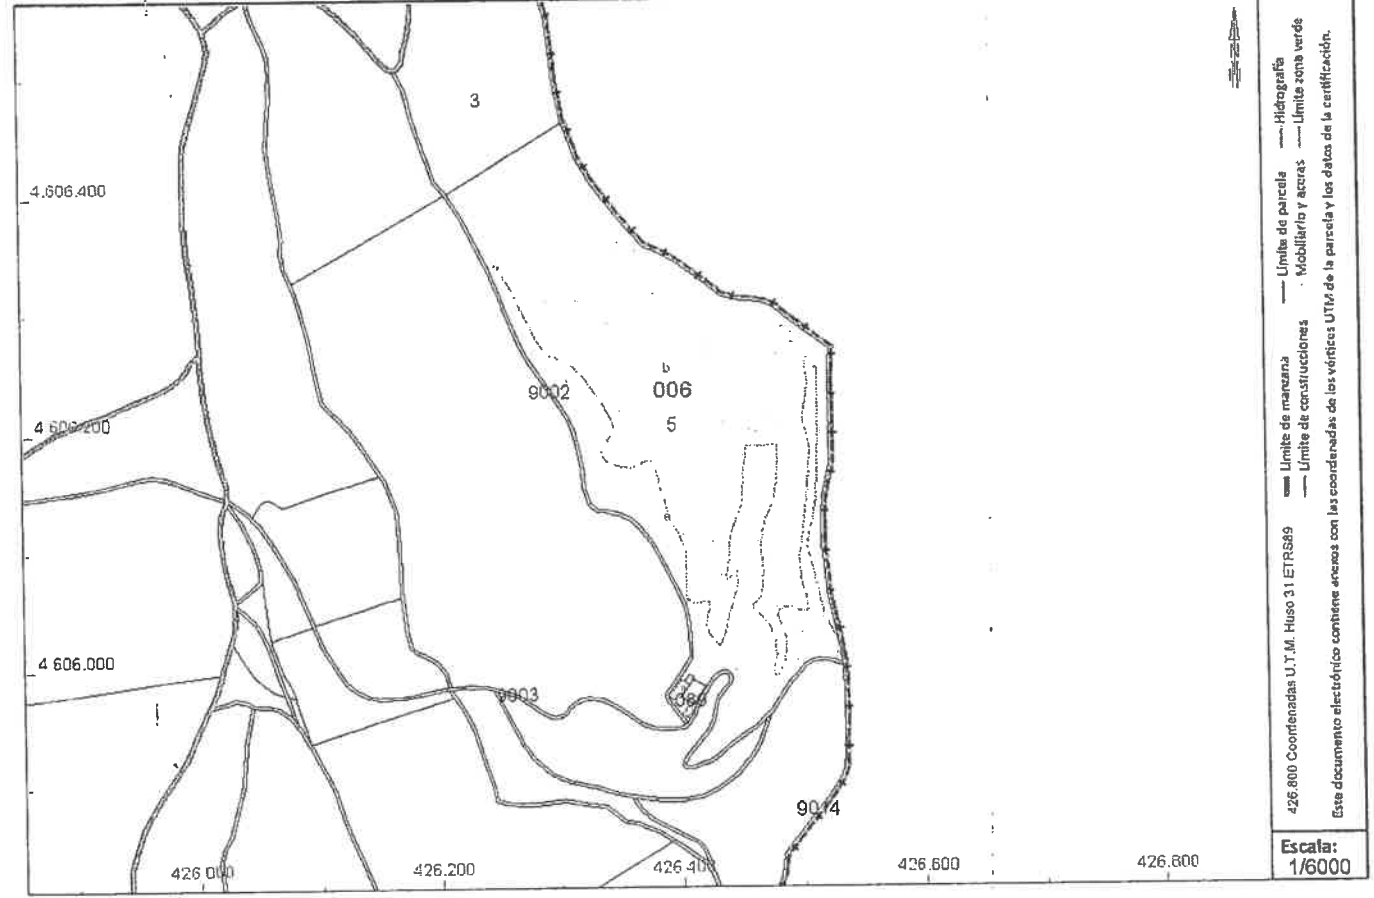 3
4.606.400
b
006
9002
5
4 606.200
e
4 606.000
9003
9014
426 000
426.200
426 400
426.600
426.800
Límite de manzana
Límite de parcela
Hidrografía
Límite de construcciones
Mobiliario y aceras
Límite zona verde
426.800 Coordenadas U.T.M. Huso 31 ETRS89
Este documento electrónico contiene anexos con las coordenadas de los vértices UTM de la parcela y los datos de la certificación.
Escala:
1/6000